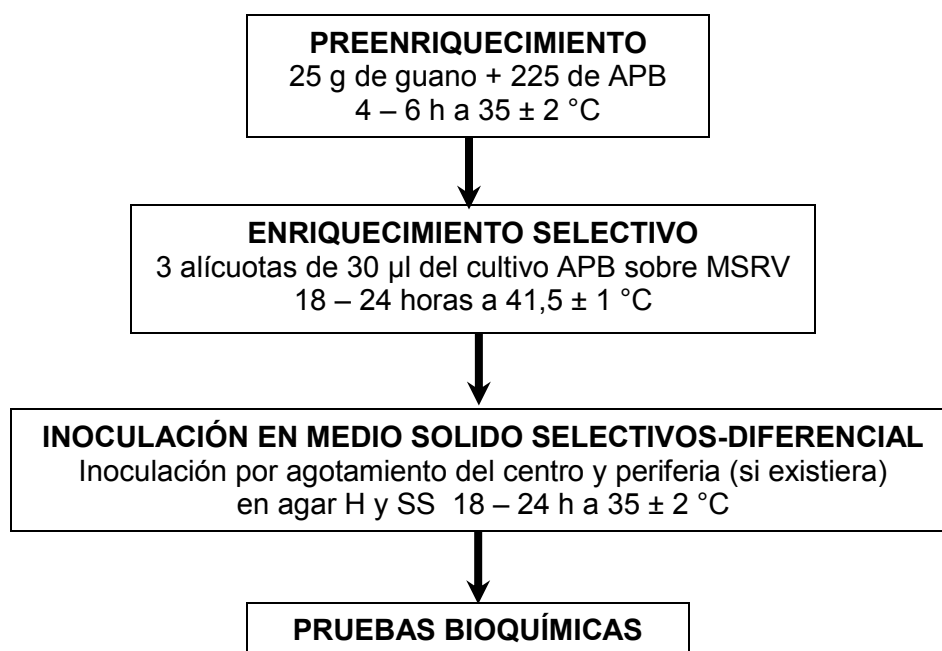 PREENRIQUECIMIENTO
25 g de guano + 225 de APB
4 – 6 h a 35 ± 2 °C
ENRIQUECIMIENTO SELECTIVO
3 alícuotas de 30 µl del cultivo APB sobre MSRV
18 – 24 horas a 41,5 ± 1 °C
INOCULACIÓN EN MEDIO SOLIDO SELECTIVOS-DIFERENCIAL
Inoculación por agotamiento del centro y periferia (si existiera)
en agar H y SS 18 – 24 h a 35 ± 2 °C
PRUEBAS BIOQUÍMICAS